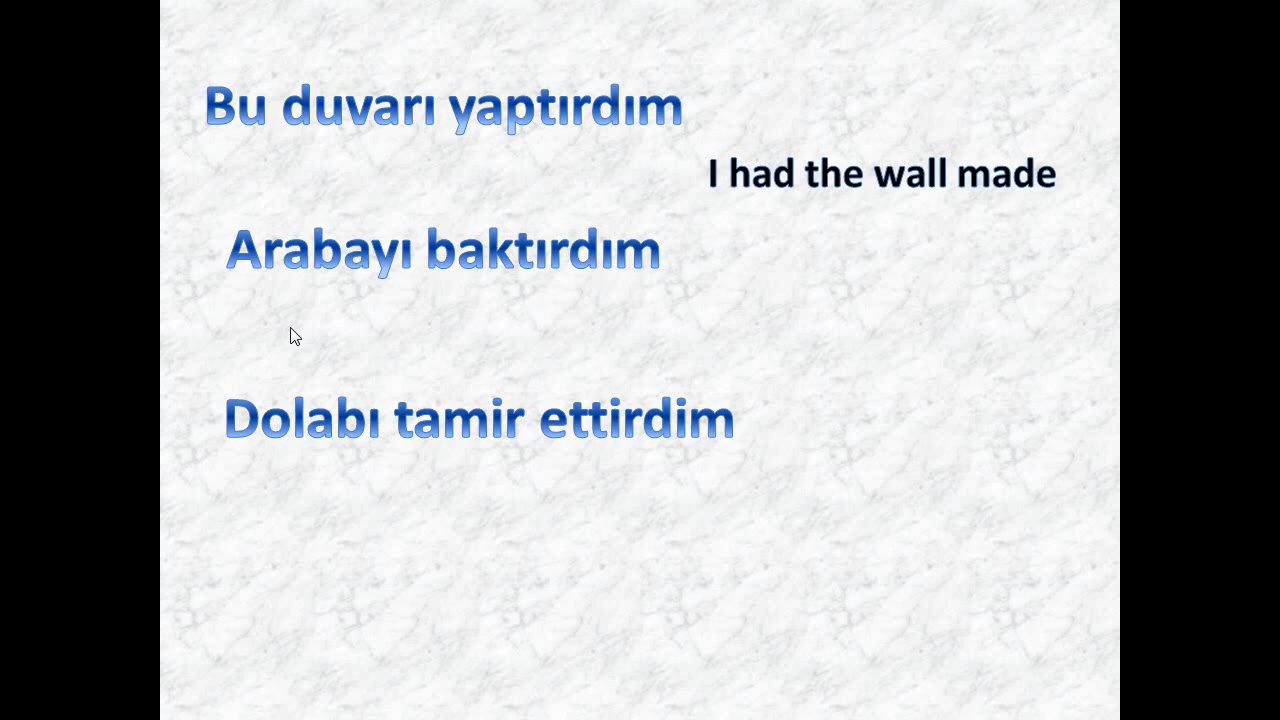 Bu duvarı yaptırdım
I had the wall made
Arabayı baktırdım
Dolabı tamir ettirdim